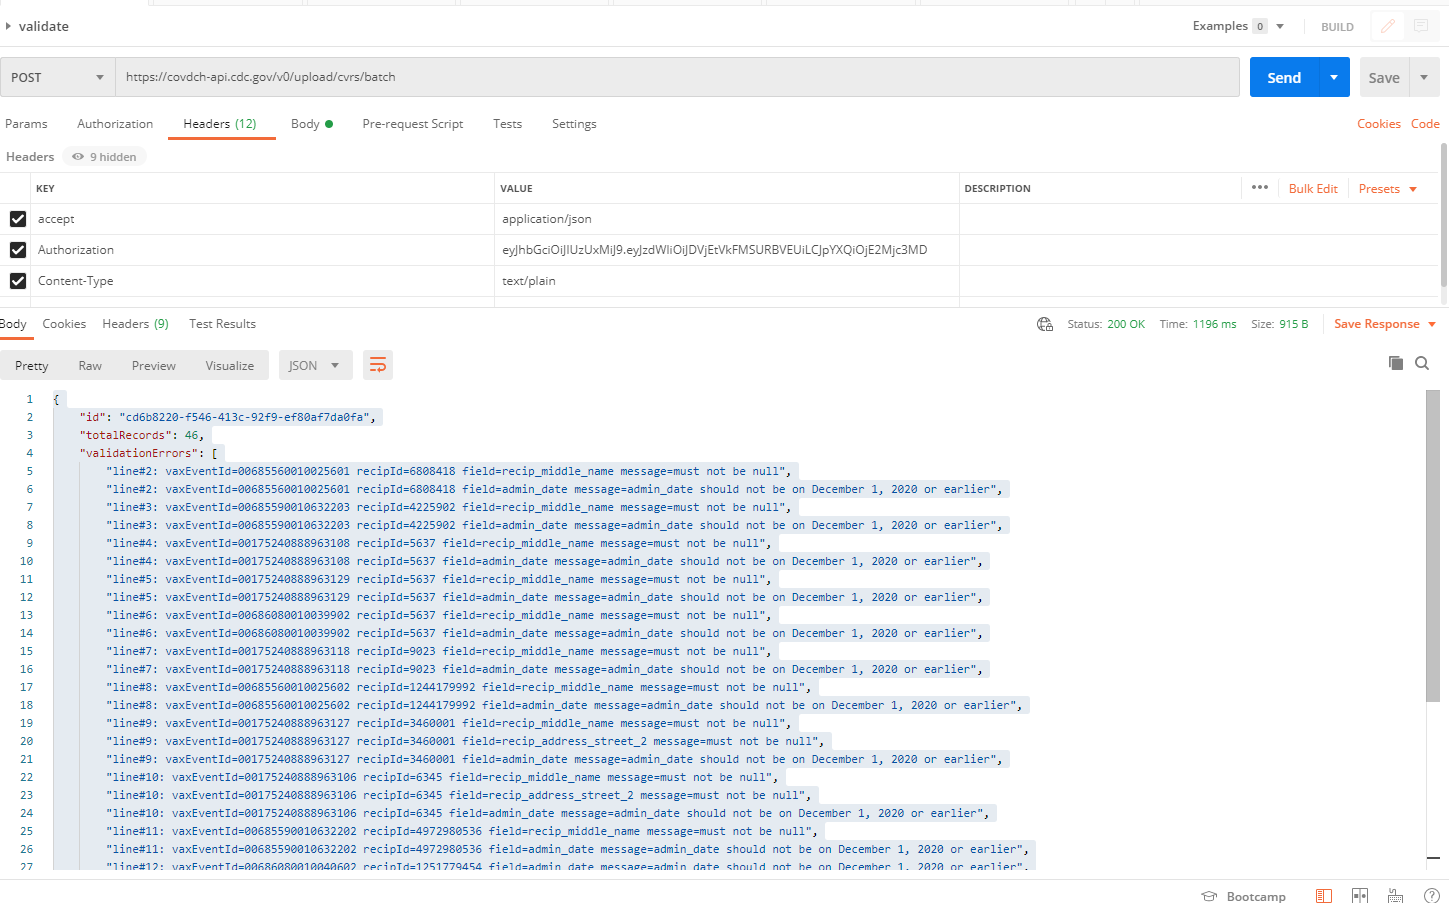 validate
Examples 0 BUILD
POST https://covdch-api.cdc.gov/v0/upload/cvrs/batch Send Save
Params Authorization Headers (12) Body Pre-request Script Tests Settings Cookies Code
Headers 9 hidden
KEY VALUE DESCRIPTION ••• Bulk Edit Presets
accept application/json
Authorization eyJhbGciOiJIUzUxMiJ9.eyJzdWIiOiJDVjEtVkFMSURBVEUiLCJpYXQiOjE2Mjc3MD
Content-Type text/plain
Body Cookies Headers (9) Test Results Status: 200 OK Time: 1196 ms Size: 915 B Save Response
Pretty Raw Preview Visualize JSON
1 {
2 "id": "cd6b8220-f546-413c-92f9-ef80af7da0fa",
3 "totalRecords": 46,
4 "validationErrors": [
5 "line#2: vaxEventId=00685560010025601 recipId=6808418 field=recip_middle_name message=must not be null",
6 "line#2: vaxEventId=00685560010025601 recipId=6808418 field=admin_date message=admin_date should not be on December 1, 2020 or earlier",
7 "line#3: vaxEventId=00685590010632203 recipId=4225902 field=recip_middle_name message=must not be null",
8 "line#3: vaxEventId=00685590010632203 recipId=4225902 field=admin_date message=admin_date should not be on December 1, 2020 or earlier",
9 "line#4: vaxEventId=00175240888963108 recipId=5637 field=recip_middle_name message=must not be null",
10 "line#4: vaxEventId=00175240888963108 recipId=5637 field=admin_date message=admin_date should not be on December 1, 2020 or earlier",
11 "line#5: vaxEventId=00175240888963129 recipId=5637 field=recip_middle_name message=must not be null",
12 "line#5: vaxEventId=00175240888963129 recipId=5637 field=admin_date message=admin_date should not be on December 1, 2020 or earlier",
13 "line#6: vaxEventId=00686080010039902 recipId=5637 field=recip_middle_name message=must not be null",
14 "line#6: vaxEventId=00686080010039902 recipId=5637 field=admin_date message=admin_date should not be on December 1, 2020 or earlier",
15 "line#7: vaxEventId=00175240888963118 recipId=9023 field=recip_middle_name message=must not be null",
16 "line#7: vaxEventId=00175240888963118 recipId=9023 field=admin_date message=admin_date should not be on December 1, 2020 or earlier",
17 "line#8: vaxEventId=00685560010025602 recipId=1244179992 field=recip_middle_name message=must not be null",
18 "line#8: vaxEventId=00685560010025602 recipId=1244179992 field=admin_date message=admin_date should not be on December 1, 2020 or earlier",
19 "line#9: vaxEventId=00175240888963127 recipId=3460001 field=recip_middle_name message=must not be null",
20 "line#9: vaxEventId=00175240888963127 recipId=3460001 field=recip_address_street_2 message=must not be null",
21 "line#9: vaxEventId=00175240888963127 recipId=3460001 field=admin_date message=admin_date should not be on December 1, 2020 or earlier",
22 "line#10: vaxEventId=00175240888963106 recipId=6345 field=recip_middle_name message=must not be null",
23 "line#10: vaxEventId=00175240888963106 recipId=6345 field=recip_address_street_2 message=must not be null",
24 "line#10: vaxEventId=00175240888963106 recipId=6345 field=admin_date message=admin_date should not be on December 1, 2020 or earlier",
25 "line#11: vaxEventId=00685590010632202 recipId=4972980536 field=recip_middle_name message=must not be null",
26 "line#11: vaxEventId=00685590010632202 recipId=4972980536 field=admin_date message=admin_date should not be on December 1, 2020 or earlier",
27 "line#12: vaxEventId=00686080010040602 recipId=1251779454 field=admin_date message=admin_date should not be on December 1, 2020 or earlier",
Bootcamp